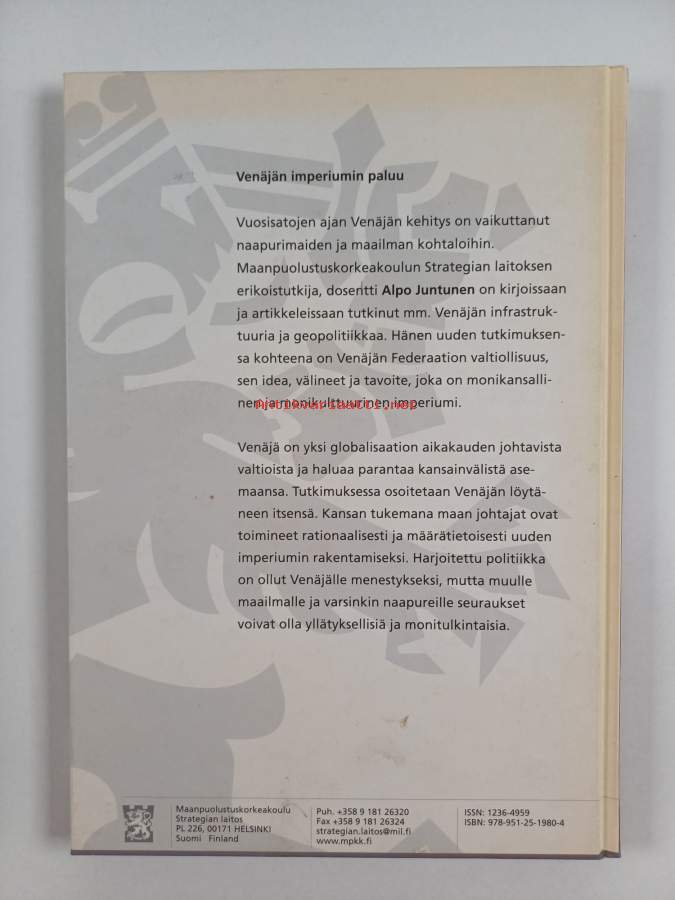 Venäjän imperiumin paluu
Vuosisatojen ajan Venäjän kehitys on vaikuttanut
naapurimaiden ja maailman kohtaloihin.
Maanpuolustuskorkeakoulun Strategian laitoksen
erikoistutkija, dosentti Alpo Juntunen on kirjoissaan
ja artikkeleissaan tutkinut mm. Venäjän infrastruk-
tuuria ja geopolitiikkaa. Hänen uuden tutkimuksen-
sa kohteena on Venäjän Federaation valtiollisuus,
sen idea, välineet ja tavoite, joka on monikansalli-
nen ja monikulttuurinen imperiumi.
Antikvariaatti.net
Venäjä on yksi globalisaation aikakauden johtavista
valtioista ja haluaa parantaa kansainvälistä ase-
maansa. Tutkimuksessa osoitetaan Venäjän löytä-
neen itsensä. Kansan tukemana maan johtajat ovat
toimineet rationaalisesti ja määrätietoisesti uuden
imperiumin rakentamiseksi. Harjoitettu politiikka
on ollut Venäjälle menestykseksi, mutta muulle
maailmalle ja varsinkin naapureille seuraukset
voivat olla yllätyksellisiä ja monitulkintaisia.
Maanpuolustuskorkeakoulu
Strategian laitos
PL 226, 00171 HELSINKI
Suomi Finland
Puh. +358 9 181 26320
Fax +358 9 181 26324
strategian.laitos@mil.fi
www.mpkk.fi
ISSN: 1236-4959
ISBN: 978-951-25-1980-4